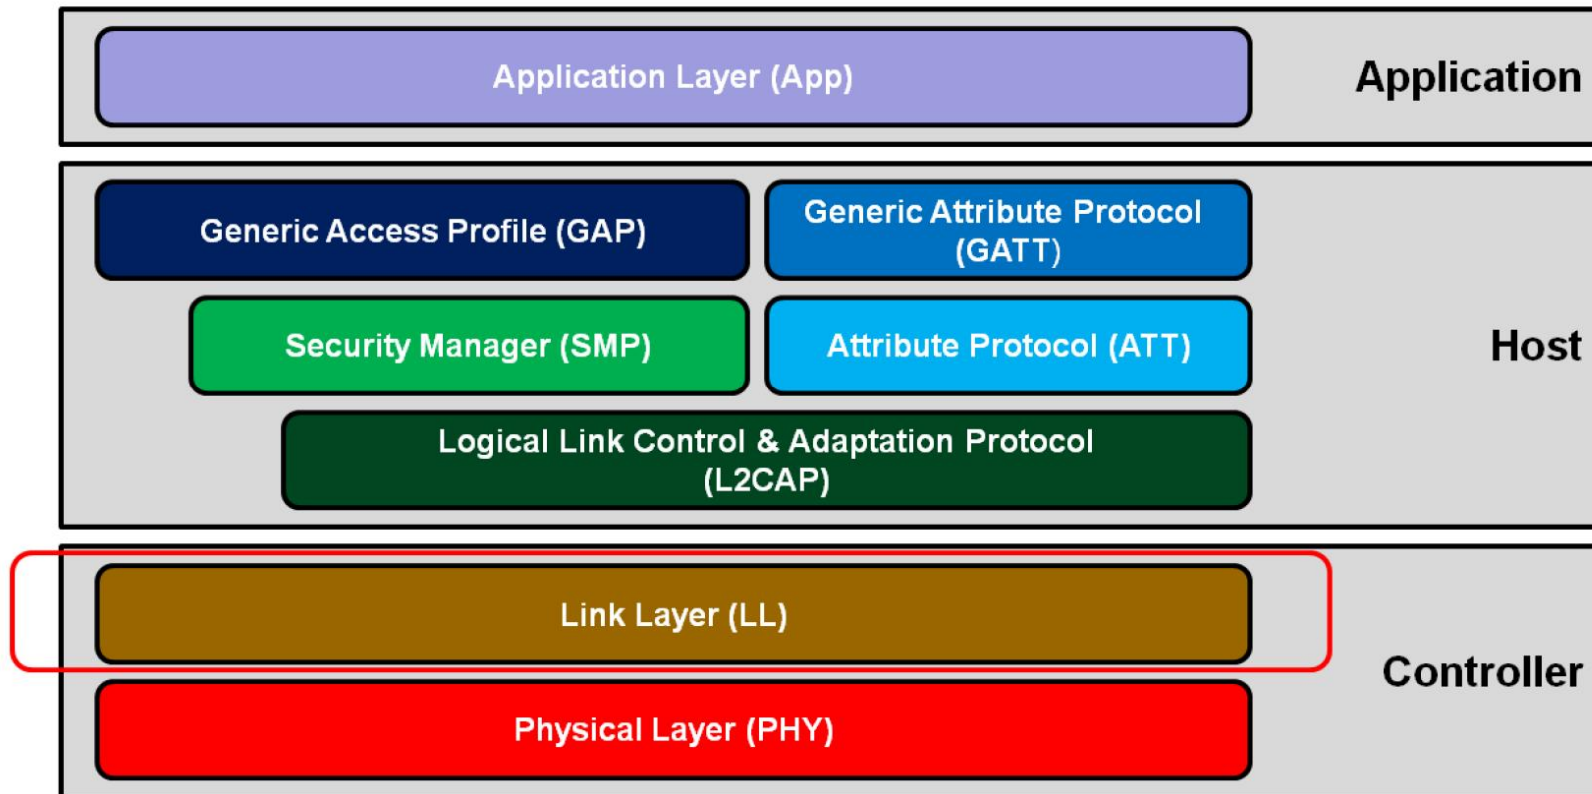 Application Layer (App)
Application
Generic Access Profile (GAP)
Generic Attribute Protocol
(GATT)
Security Manager (SMP)
Attribute Protocol (ATT)
Host
Logical Link Control & Adaptation Protocol
(L2CAP)
Link Layer (LL)
Controller
Physical Layer (PHY)